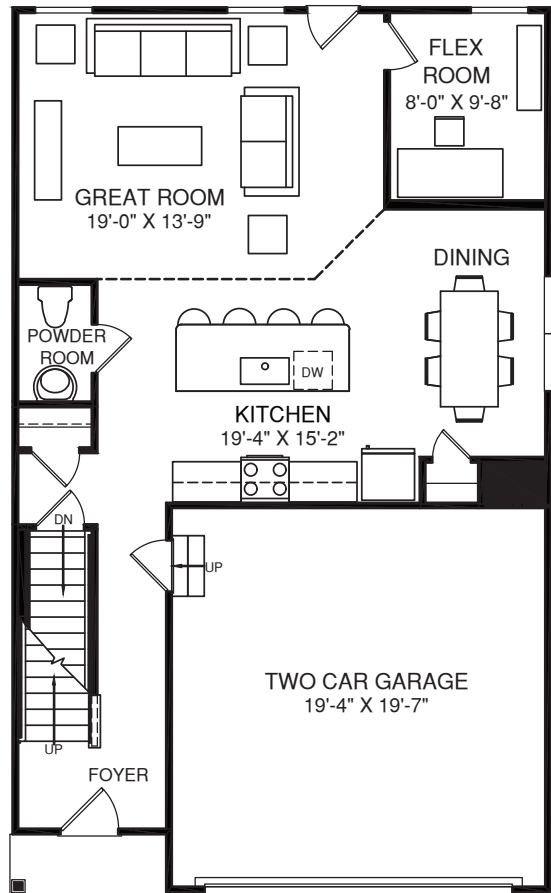 FLEX
ROOM
8'-0" X 9'-8"
GREAT ROOM
19'-0" X 13'-9"
DINING
POWDER
ROOM
DW
KITCHEN
19'-4" X 15'-2"
DN
UP
TWO CAR GARAGE
19'-4" X 19'-7"
UP
FOYER